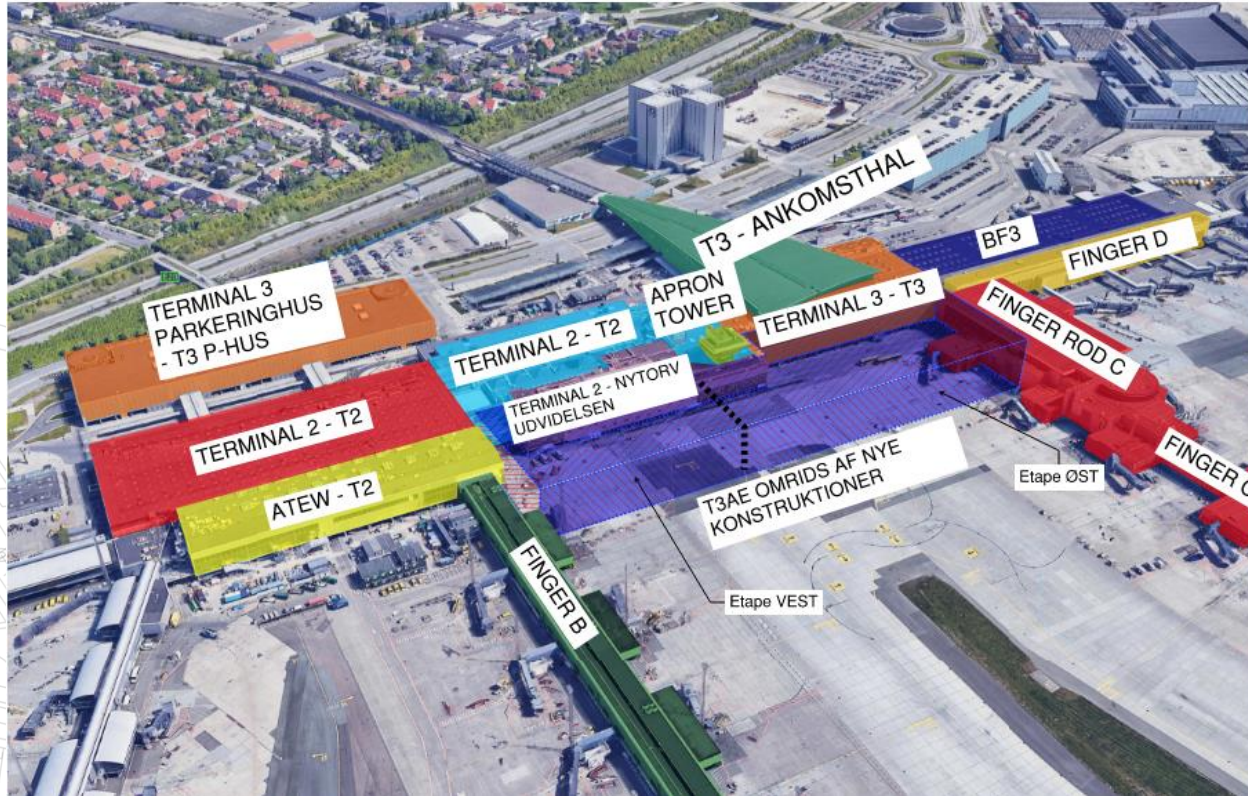 T3 - ANKOMSTHAL
BF3
FINGER D
TERMINAL 3
PARKERINGHUS
- T3 P-HUS
APRON
TOWER
TERMINAL 2 - T2
TERMINAL 3 - T3
FINGER ROD C
TERMINAL 2 - NYTORV
UDVIDELSEN
TERMINAL 2 - T2
FINGER C
ATEW - T2
T3AE OMRIDS AF NYE
KONSTRUKTIONER
Etape ØST
FINGER B
Etape VEST